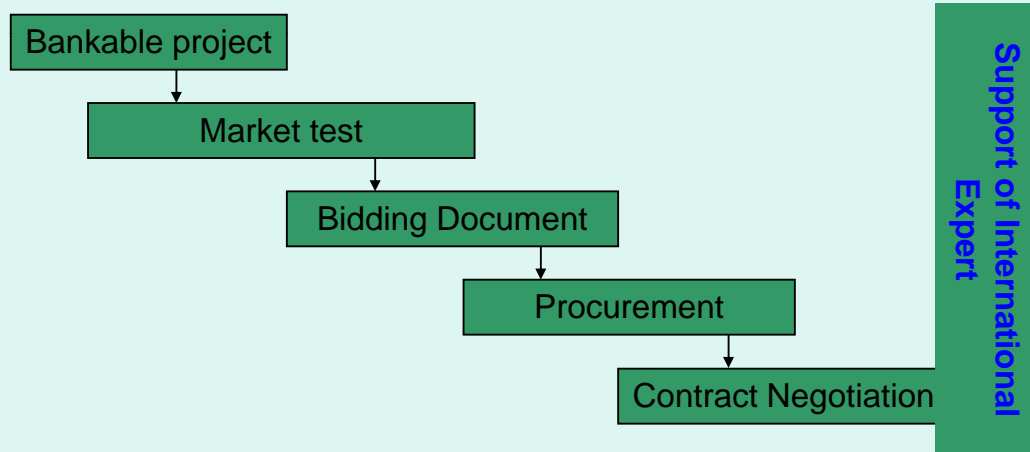 Bankable project
Market test
Bidding Document
Procurement
Contract Negotiation
Support of International
Expert